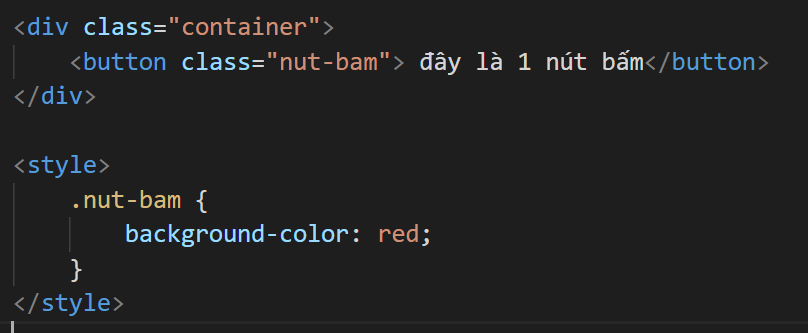 <div class="container">
<button class="nut-bam"> đây là 1 nút bấm</button>
</div>
<style>
.nut-bam {
background-color: red;
}
</style>